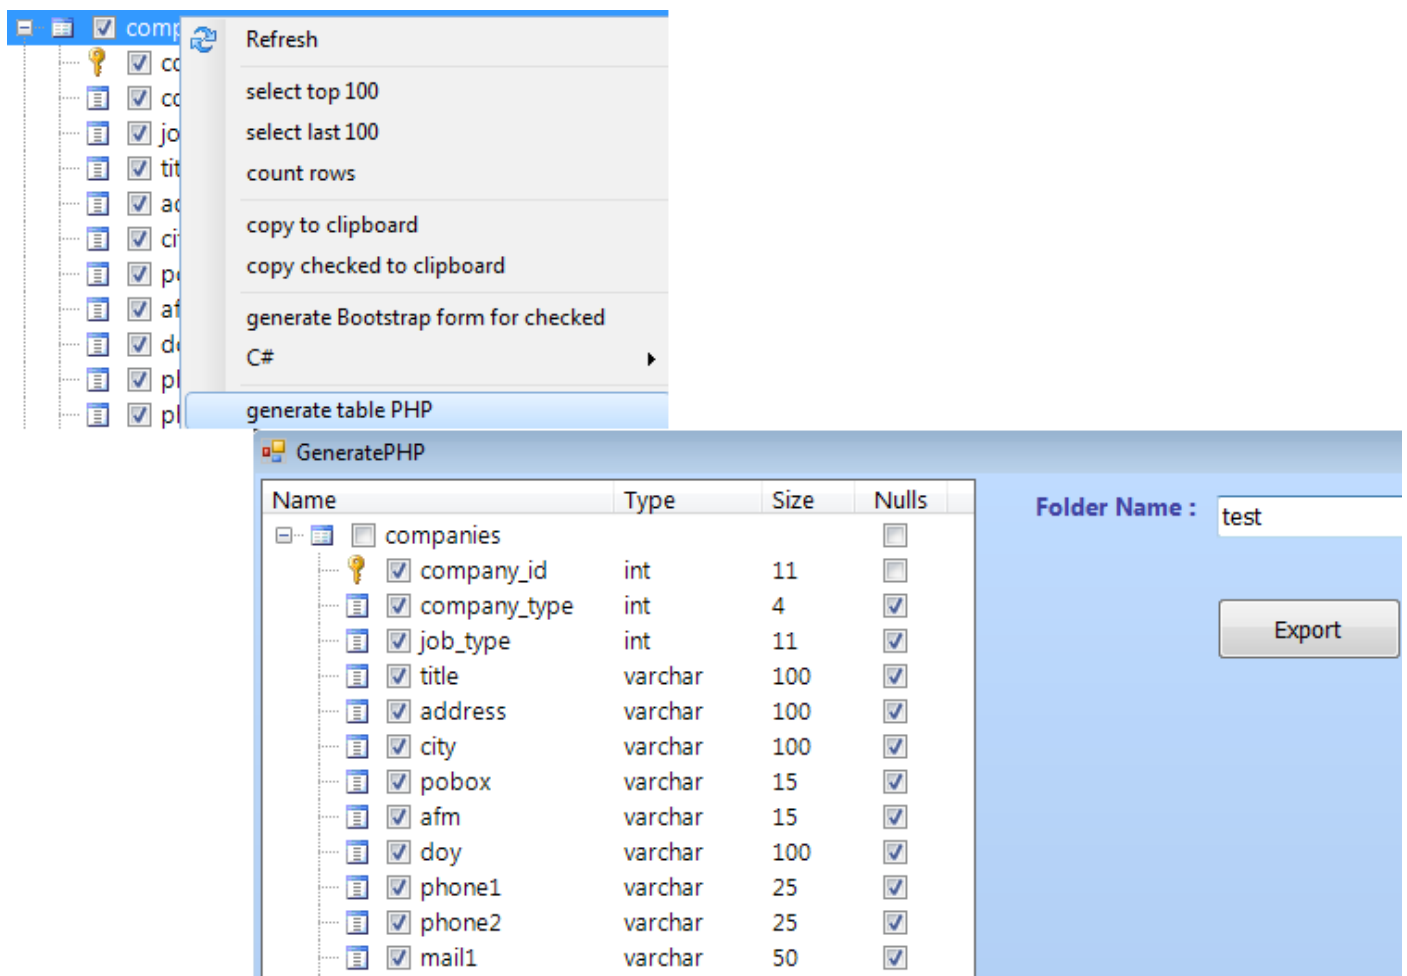 Refresh
select top 100
select last 100
count rows
copy to clipboard
copy checked to clipboard
generate Bootstrap form for checked
C#
generate table PHP
GeneratePHP
Name Type Size Nulls
Folder Name : test
companies
company_id int 11
company_type int 4
Export
job_type int 11
title varchar 100
address varchar 100
city varchar 100
pobox varchar 15
afm varchar 15
doy varchar 100
phone1 varchar 25
phone2 varchar 25
mail1 varchar 50